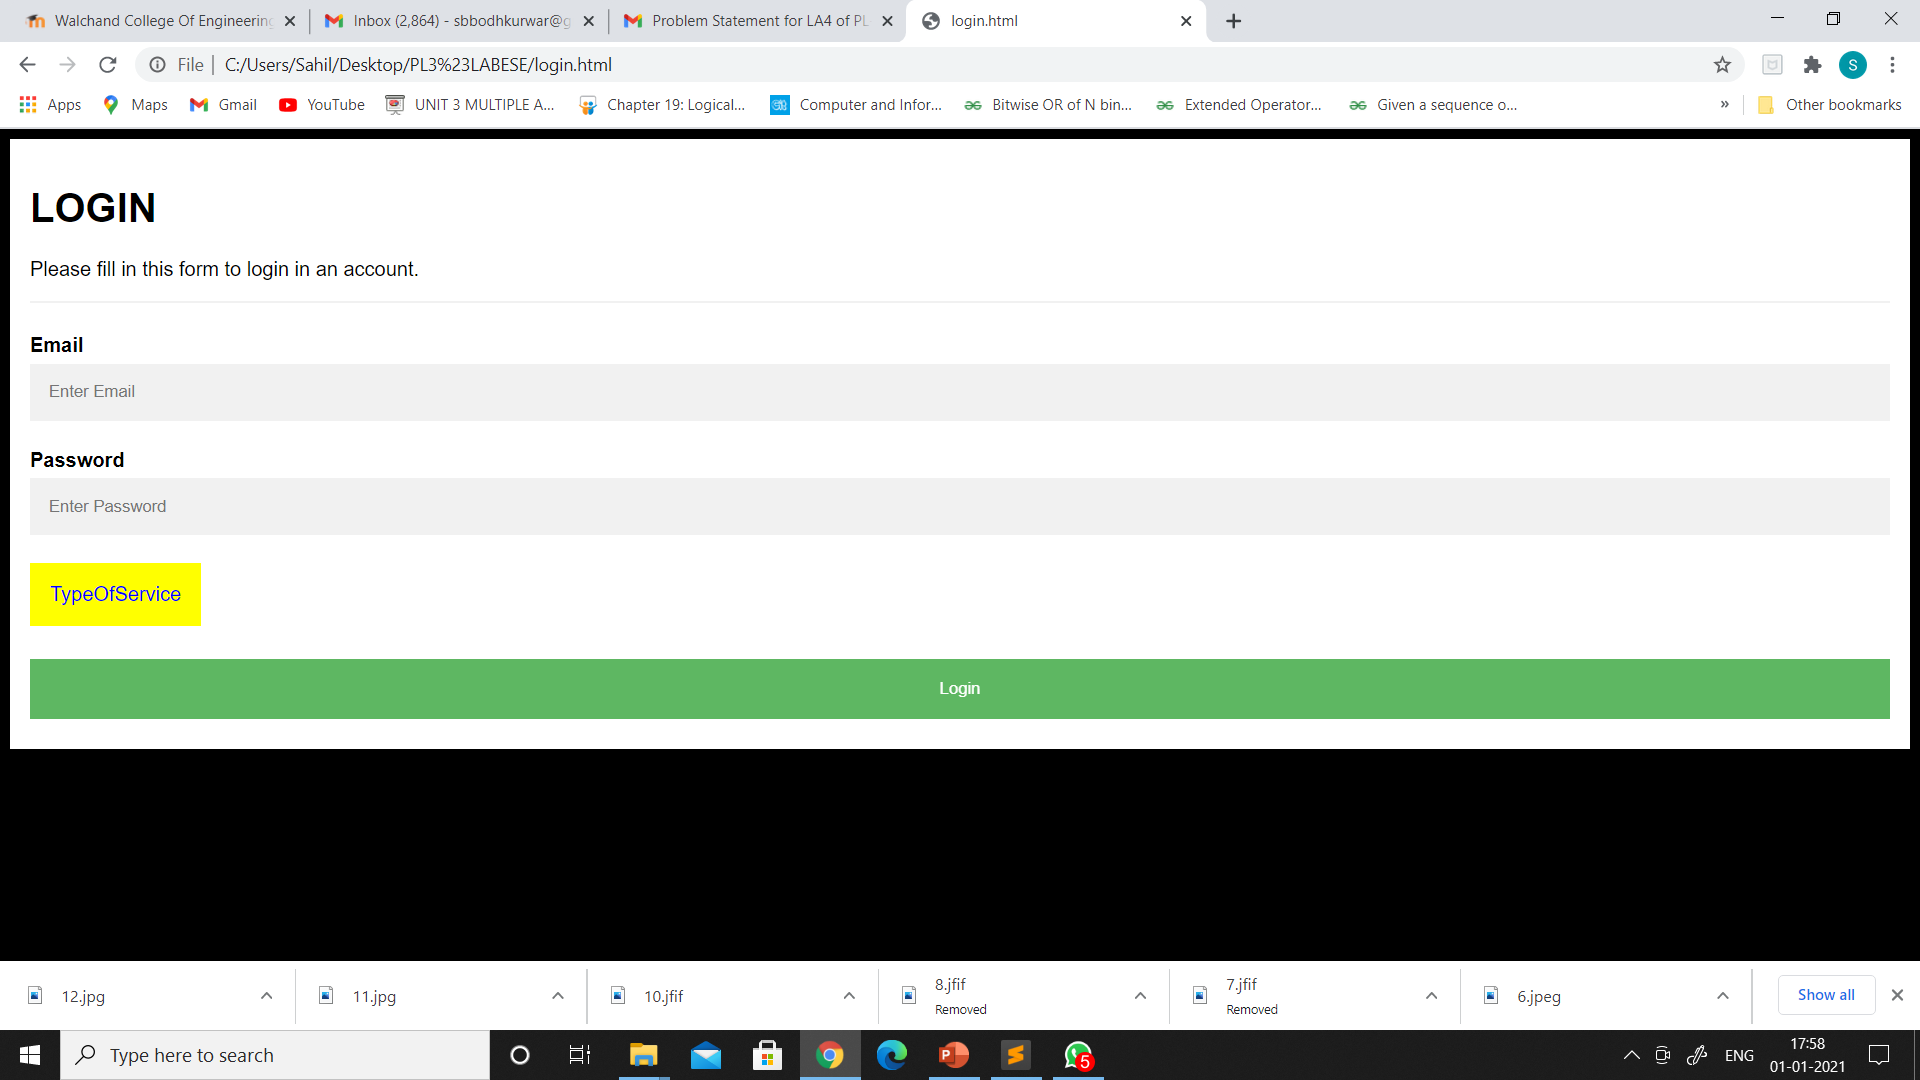 Walchand College Of Engineering
Inbox (2,864) - sbbodhkurwar@g
Problem Statement for LA4 of PL
login.html
File
C:/Users/Sahil/Desktop/PL3%23LABESE/login.html
S
Apps
Maps
Gmail
YouTube
UNIT 3 MULTIPLE A...
Chapter 19: Logical...
Computer and Infor...
Bitwise OR of N bin...
Extended Operator...
Given a sequence o...
»
Other bookmarks
LOGIN
Please fill in this form to login in an account.
Email
Enter Email
Password
Enter Password
TypeOfService
Login
12.jpg
11.jpg
10.jfif
8.jfif
Removed
7.jfif
Removed
6.jpeg
Show all
Type here to search
5
ENG
17:58
01-01-2021